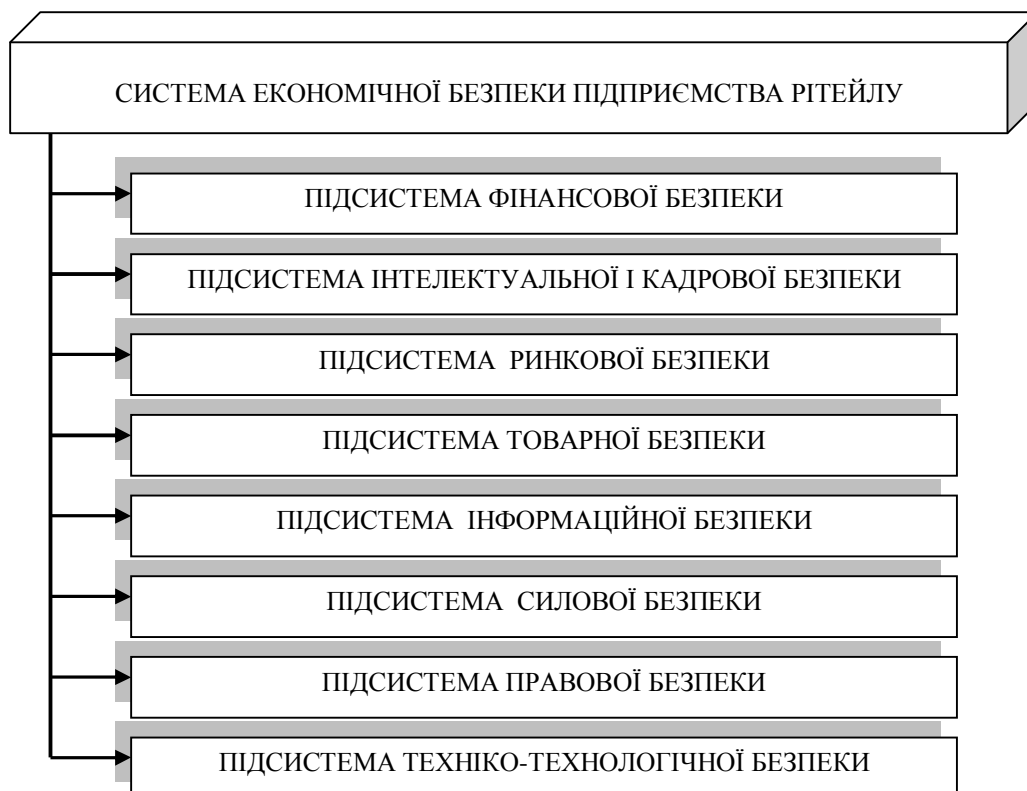 СИСТЕМА ЕКОНОМІЧНОЇ БЕЗПЕКИ ПІДПРИЄМСТВА РІТЕЙЛУ
ПІДСИСТЕМА ФІНАНСОВОЇ БЕЗПЕКИ
ПІДСИСТЕМА ІНТЕЛЕКТУАЛЬНОЇ І КАДРОВОЇ БЕЗПЕКИ
ПІДСИСТЕМА РИНКОВОЇ БЕЗПЕКИ
ПІДСИСТЕМА ТОВАРНОЇ БЕЗПЕКИ
ПІДСИСТЕМА ІНФОРМАЦІЙНОЇ БЕЗПЕКИ
ПІДСИСТЕМА СИЛОВОЇ БЕЗПЕКИ
ПІДСИСТЕМА ПРАВОВОЇ БЕЗПЕКИ
ПІДСИСТЕМА ТЕХНІКО-ТЕХНОЛОГІЧНОЇ БЕЗПЕКИ